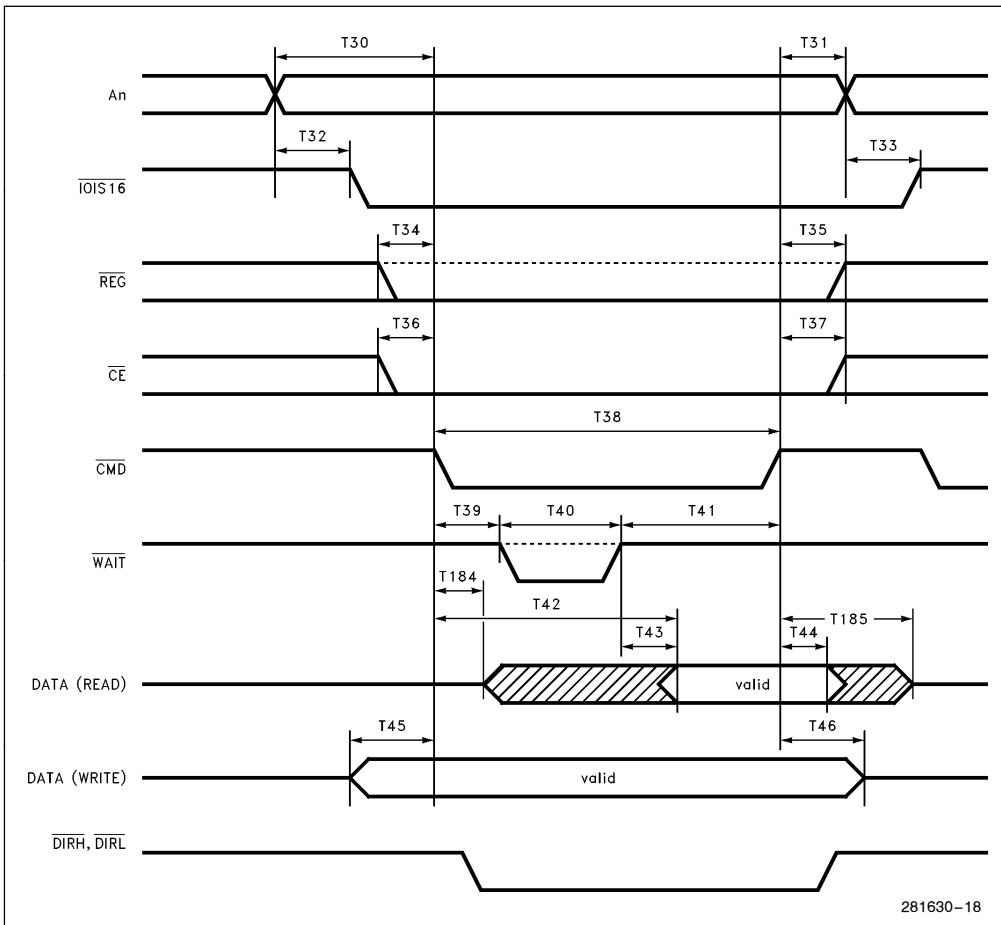 T30 T31
An
T32 T33
IOIS16
T34 T35
REG
T36 T37
CE
T38
CMD
T39 T40 T41
WAIT
T184
T42 T185
T43 T44
DATA (READ) valid
T45 T46
DATA (WRITE) valid
DIRH, DIRL
281630–18